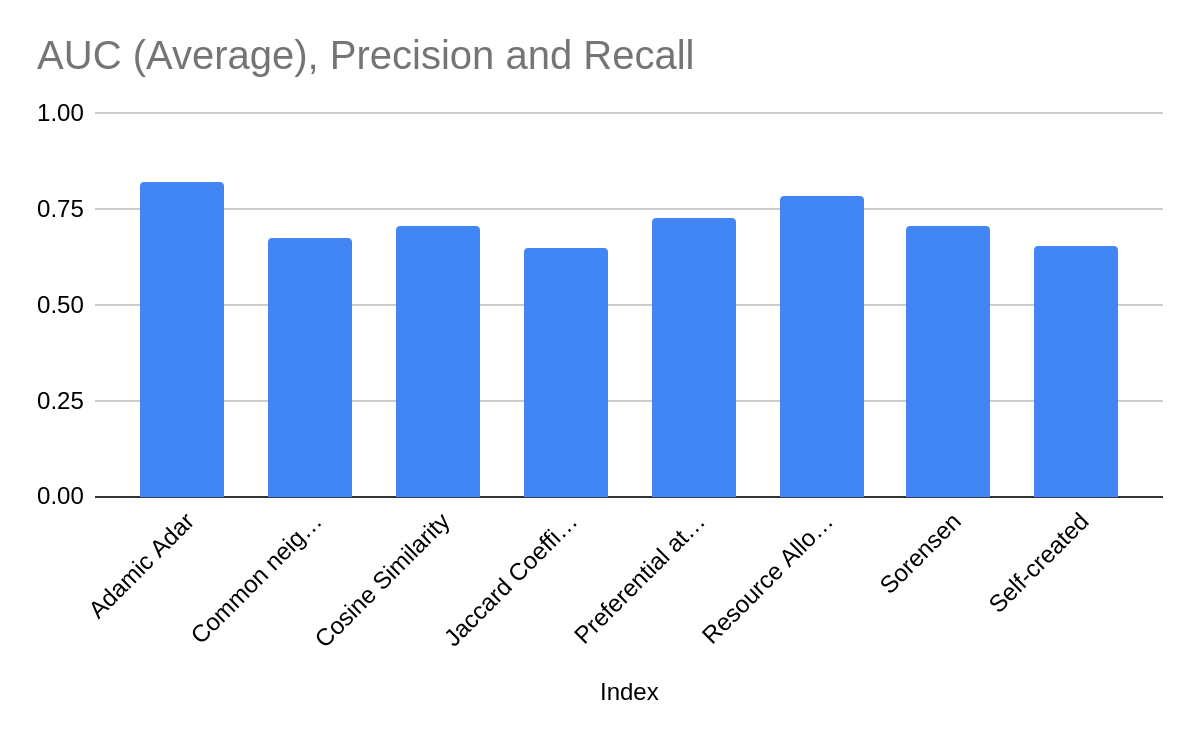 AUC (Average), Precision and Recall
1.00
0.75
0.50
0.25
0.00
Adamic Adar
Common neig…
Cosine Similarity
Jaccard Coeffi…
Preferential at…
Resource Allo…
Sorensen
Self-created
Index